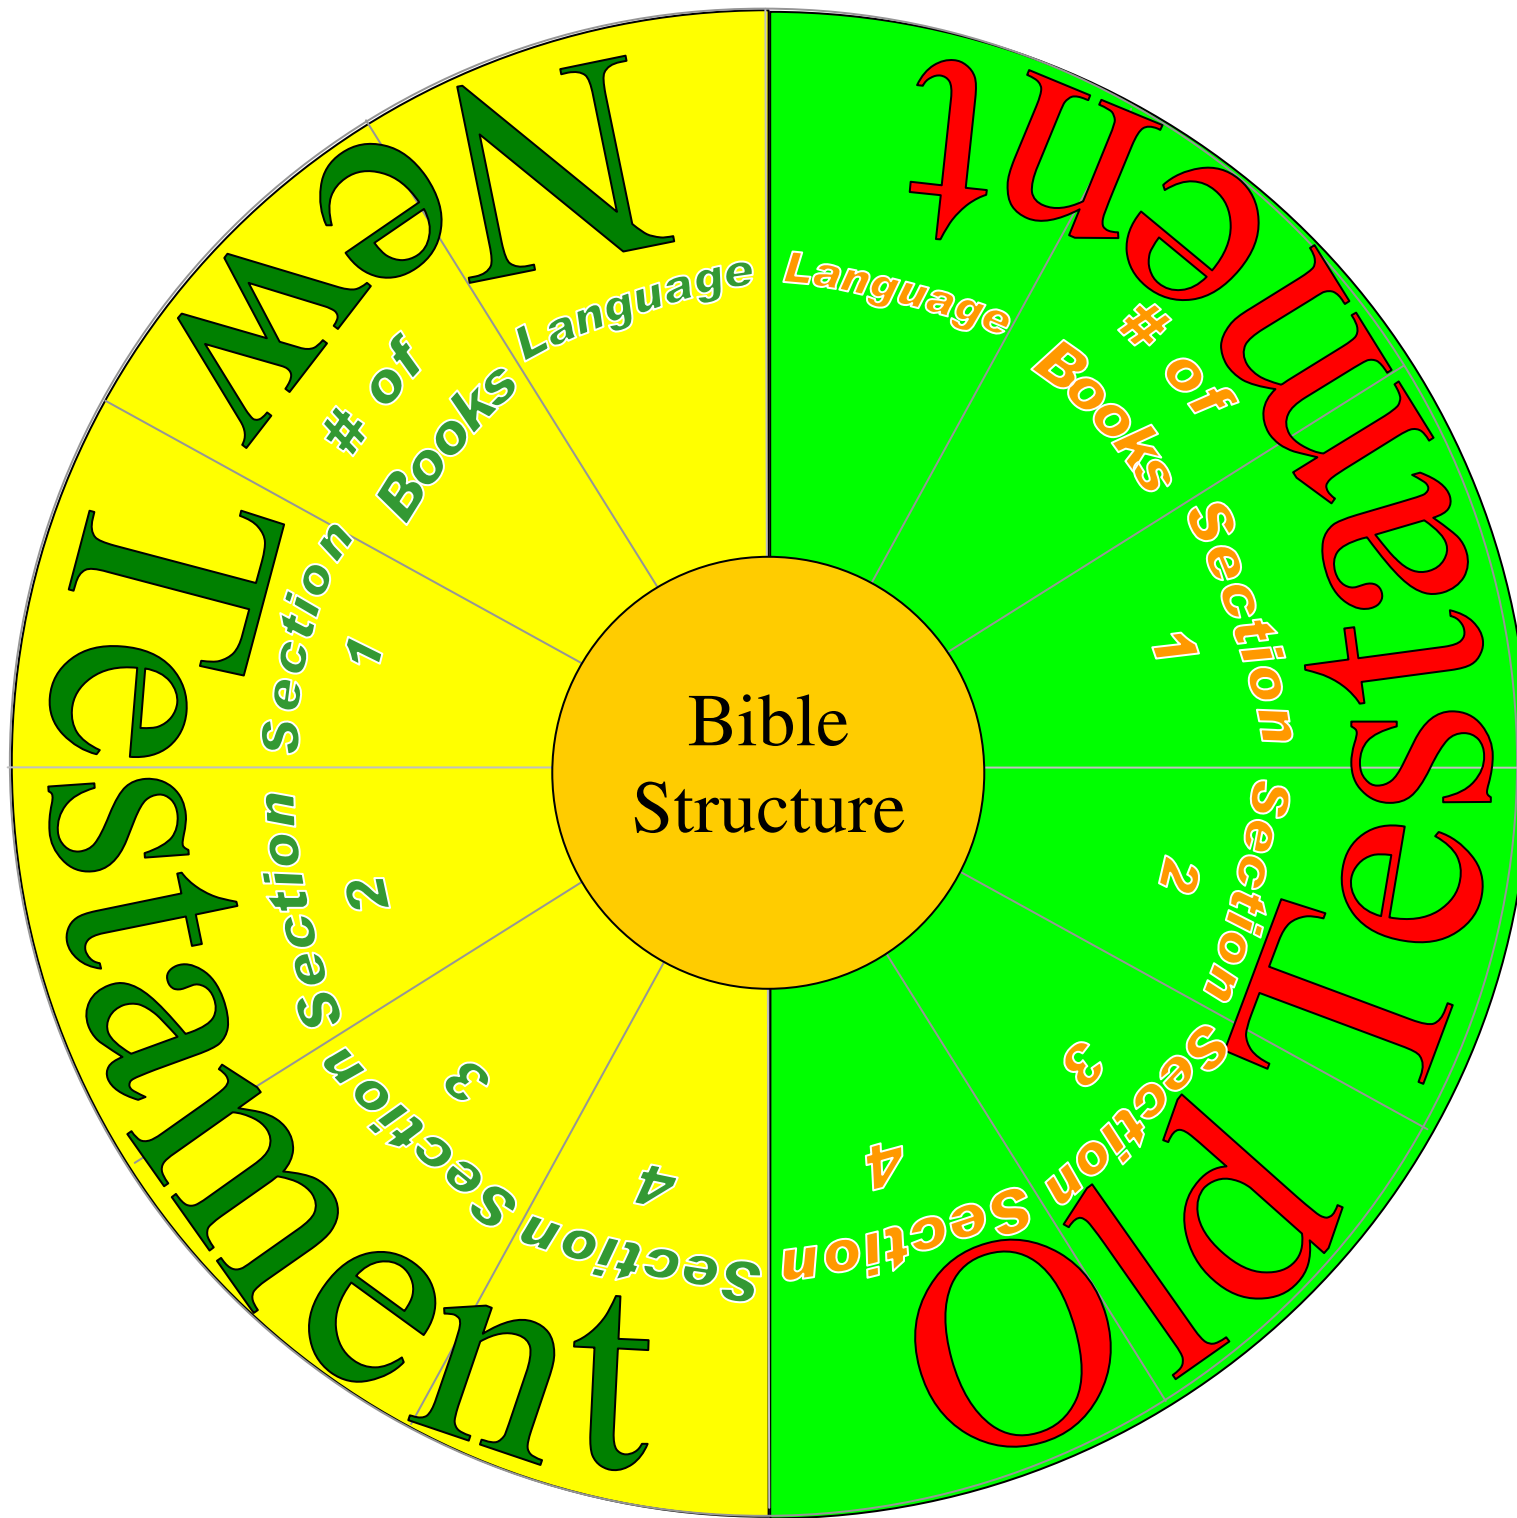 Bible
Structure
New Testament
Language
# of
Books
Section
1
Section
2
Section
3
Section
4
Old Testament
Language
# of
Books
Section
1
Section
2
Section
3
Section
4